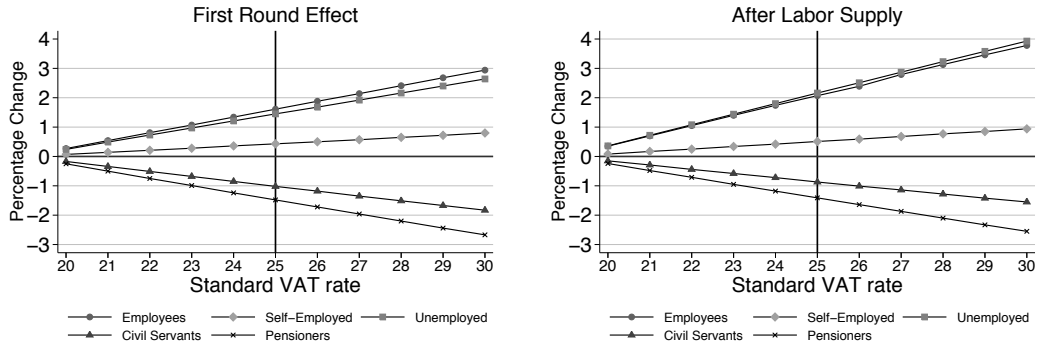 First Round Effect
Percentage Change
4
3
2
1
0
−1
−2
−3
20 21 22 23 24 25 26 27 28 29 30
Standard VAT rate
Employees Self−Employed Unemployed
Civil Servants Pensioners
After Labor Supply
Percentage Change
4
3
2
1
0
−1
−2
−3
20 21 22 23 24 25 26 27 28 29 30
Standard VAT rate
Employees Self−Employed Unemployed
Civil Servants Pensioners